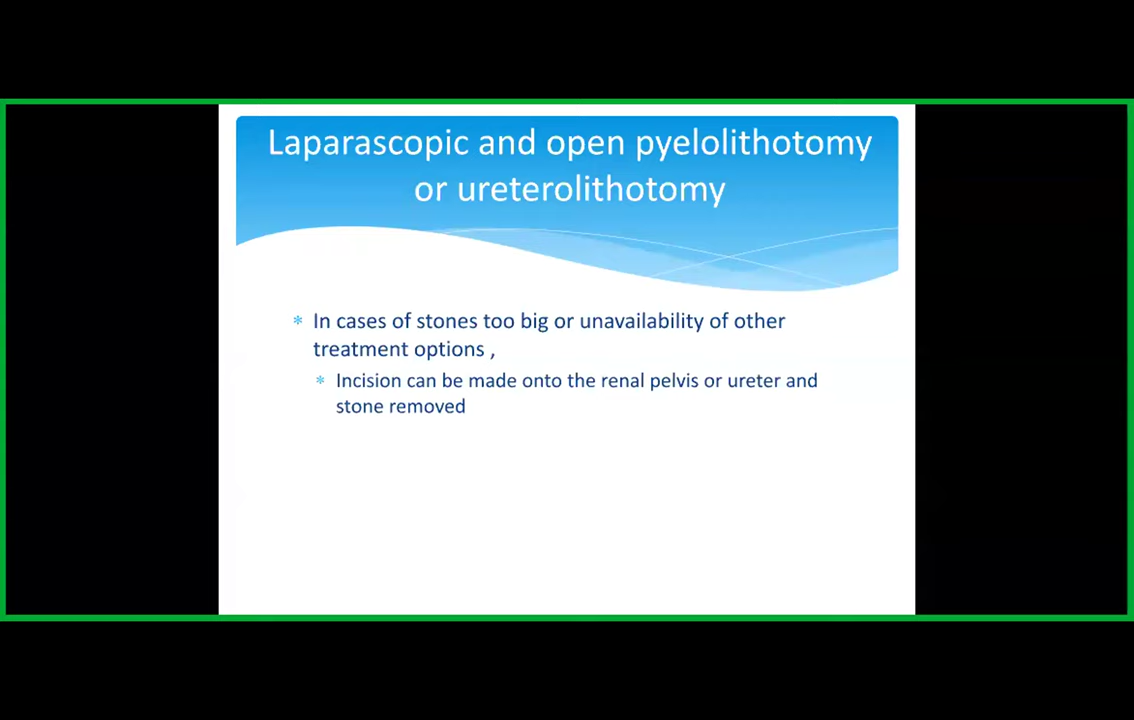 Laparascopic and open pyelolithotomy
or ureterolithotomy
* In cases of stones too big or unavailability of other
treatment options ,
* Incision can be made onto the renal pelvis or ureter and
stone removed